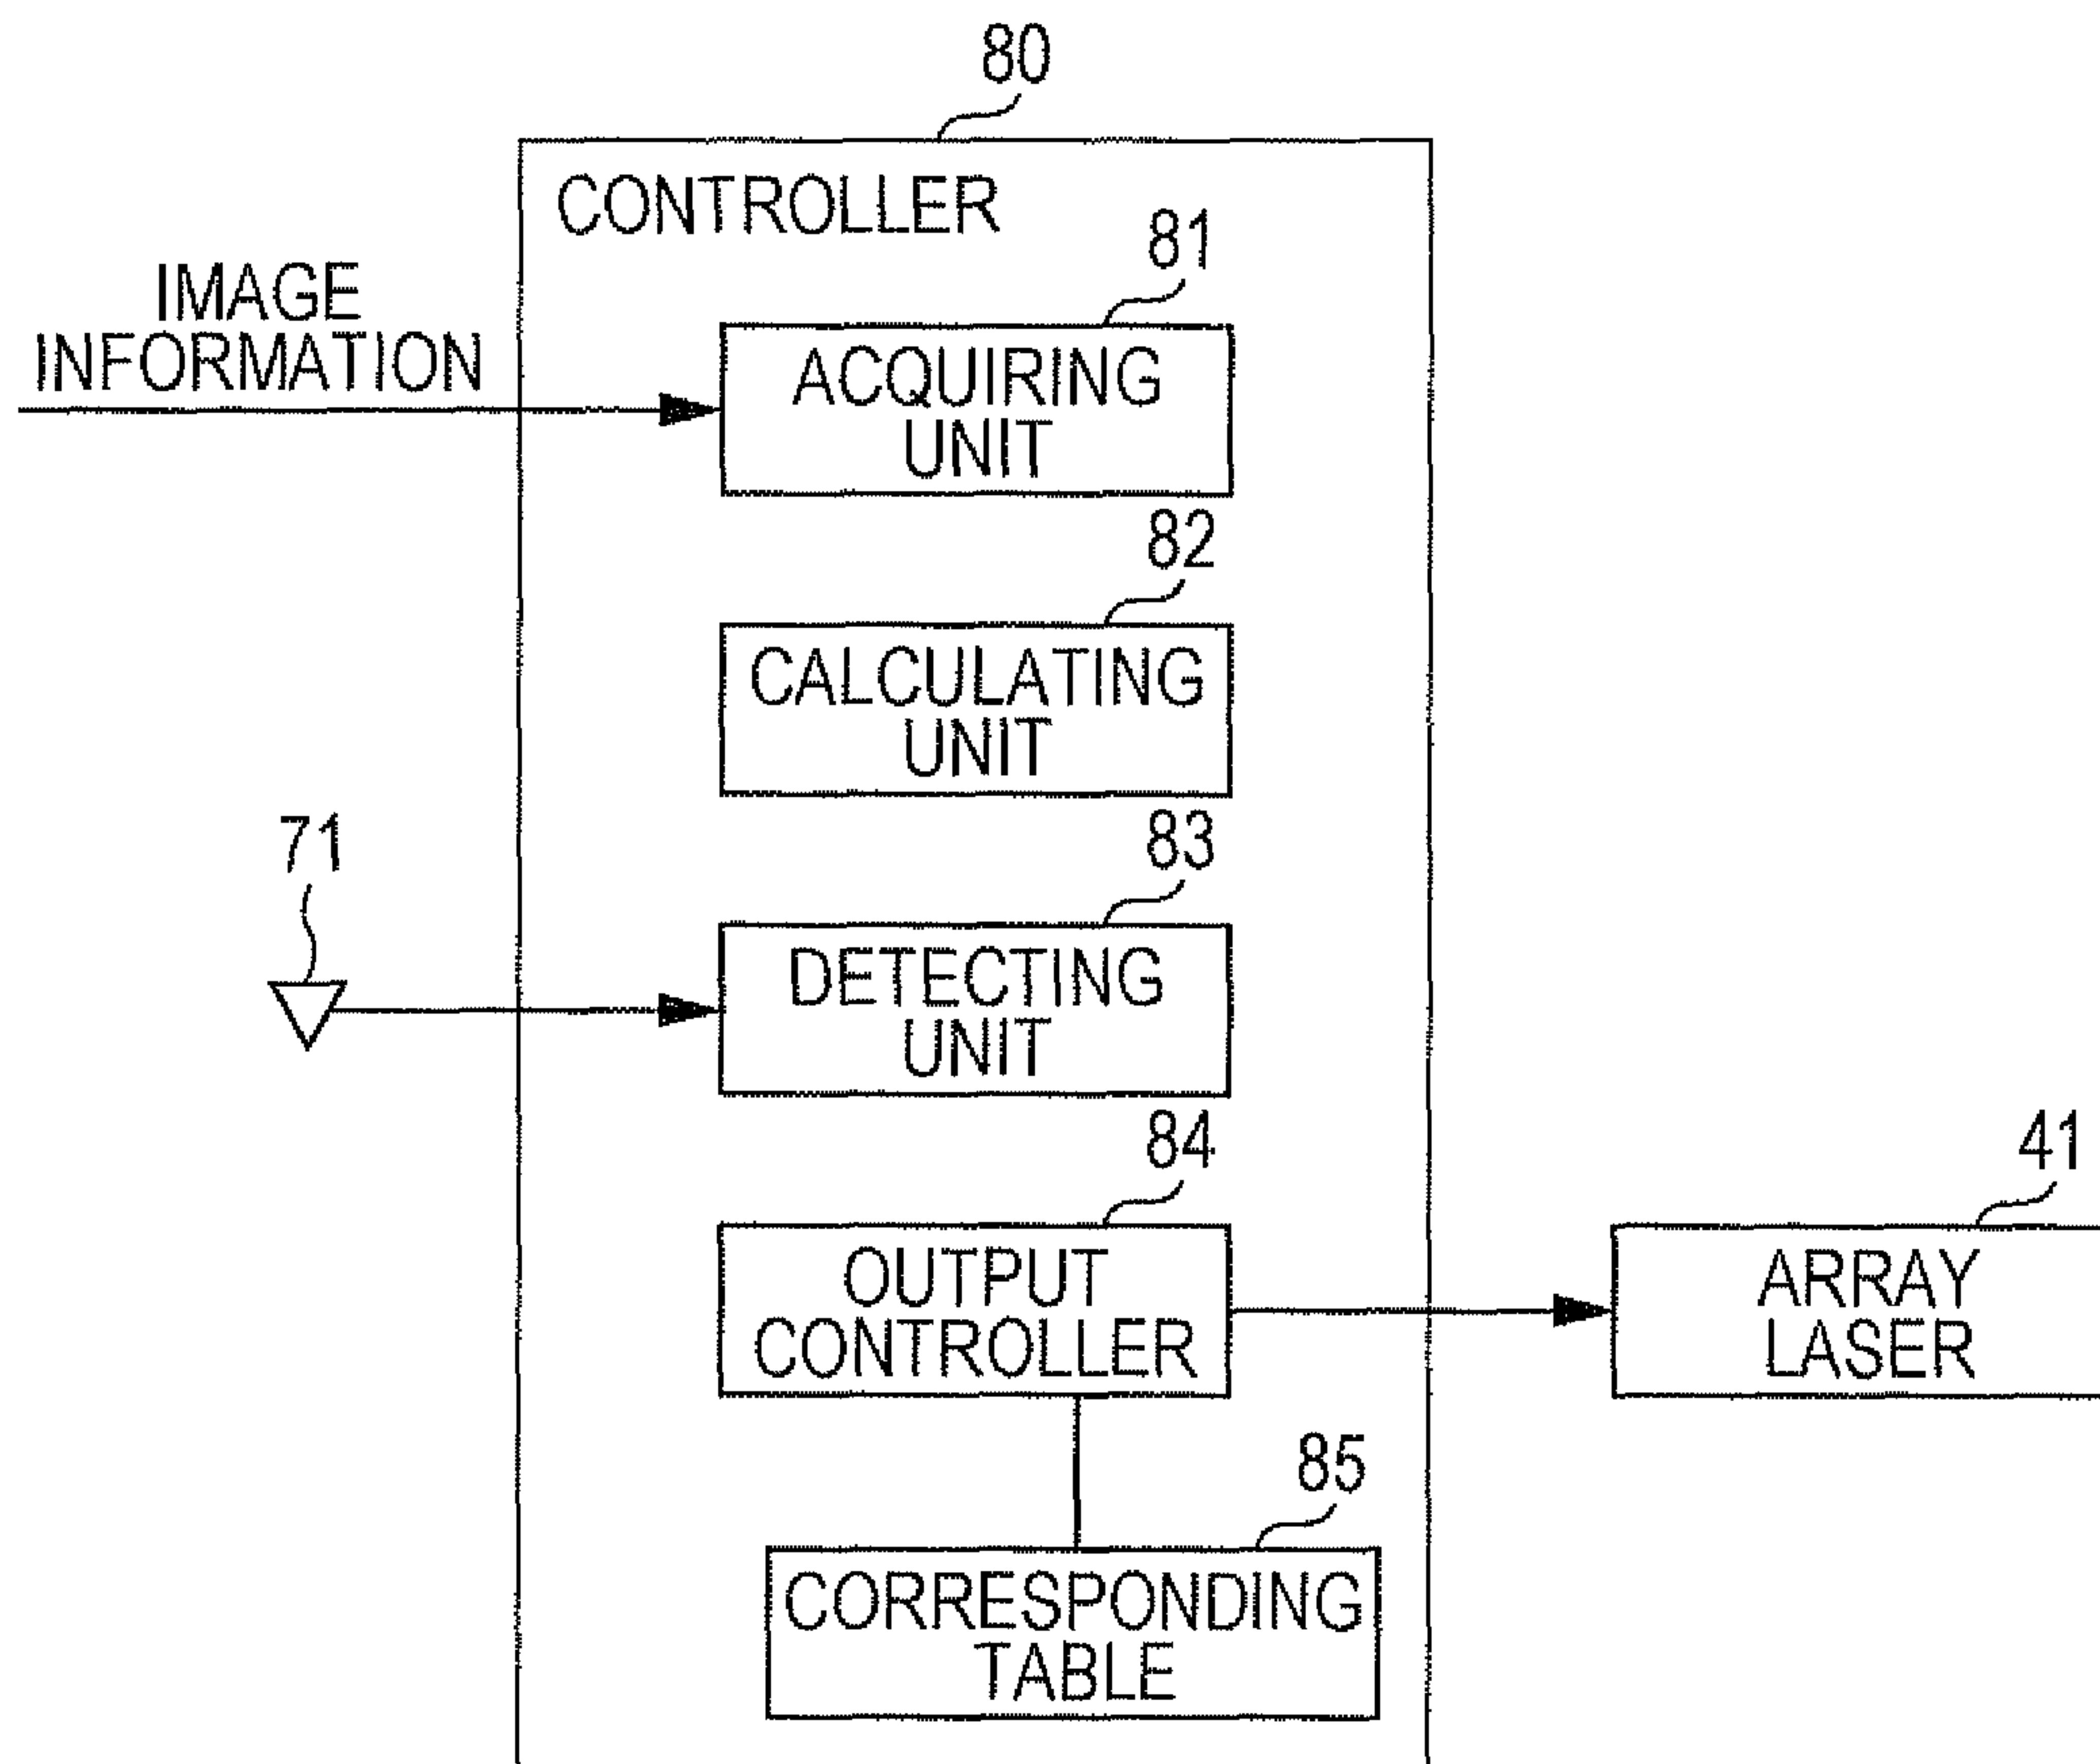 80
CONTROLLER
81
IMAGE
INFORMATION
ACQUIRING
UNIT
82
CALCULATING
UNIT
71
83
DETECTING
UNIT
84
41
OUTPUT
CONTROLLER
ARRAY
LASER
85
CORRESPONDING
TABLE